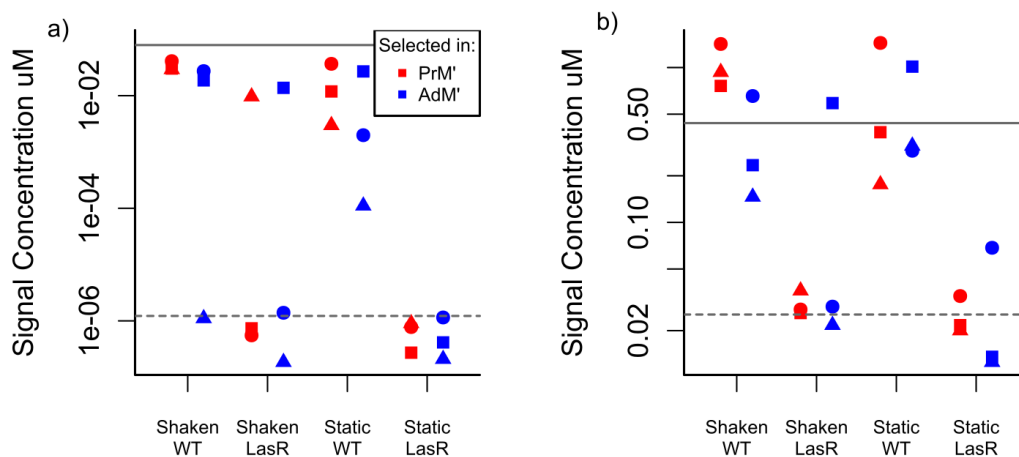 a)
Signal Concentration uM
1e-02
1e-04
1e-06
Selected in:
PrM'
AdM'
Shaken
WT
Shaken
LasR
Static
WT
Static
LasR
b)
Signal Concentration uM
0.50
0.10
0.02
Shaken
WT
Shaken
LasR
Static
WT
Static
LasR